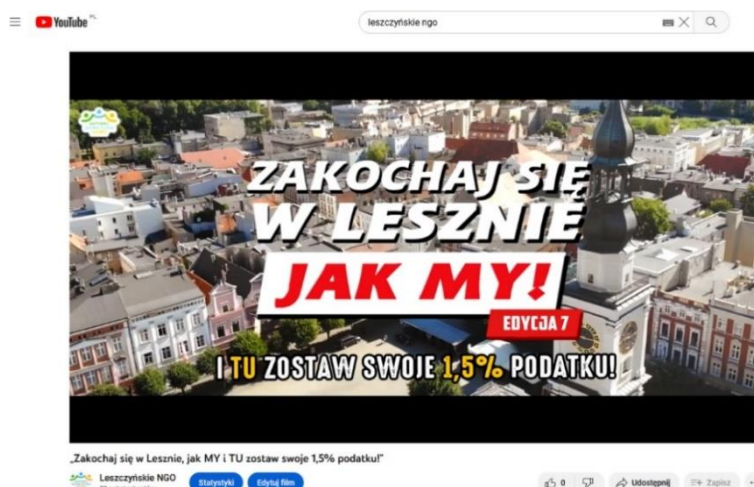 YouTube PL
leszczyńskie ngo
ZAKOCHAJ SIĘ
W LESZNIE
JAK MY!
EDYCJA 7
I TU ZOSTAW SWOJE 1,5% PODATKU!
„Zakochaj się w Lesznie, jak MY i TU zostaw swoje 1,5% podatku!"
Leszczyńskie NGO
Statystyki
Edytuj film
0
Udostępnij
Zapisz